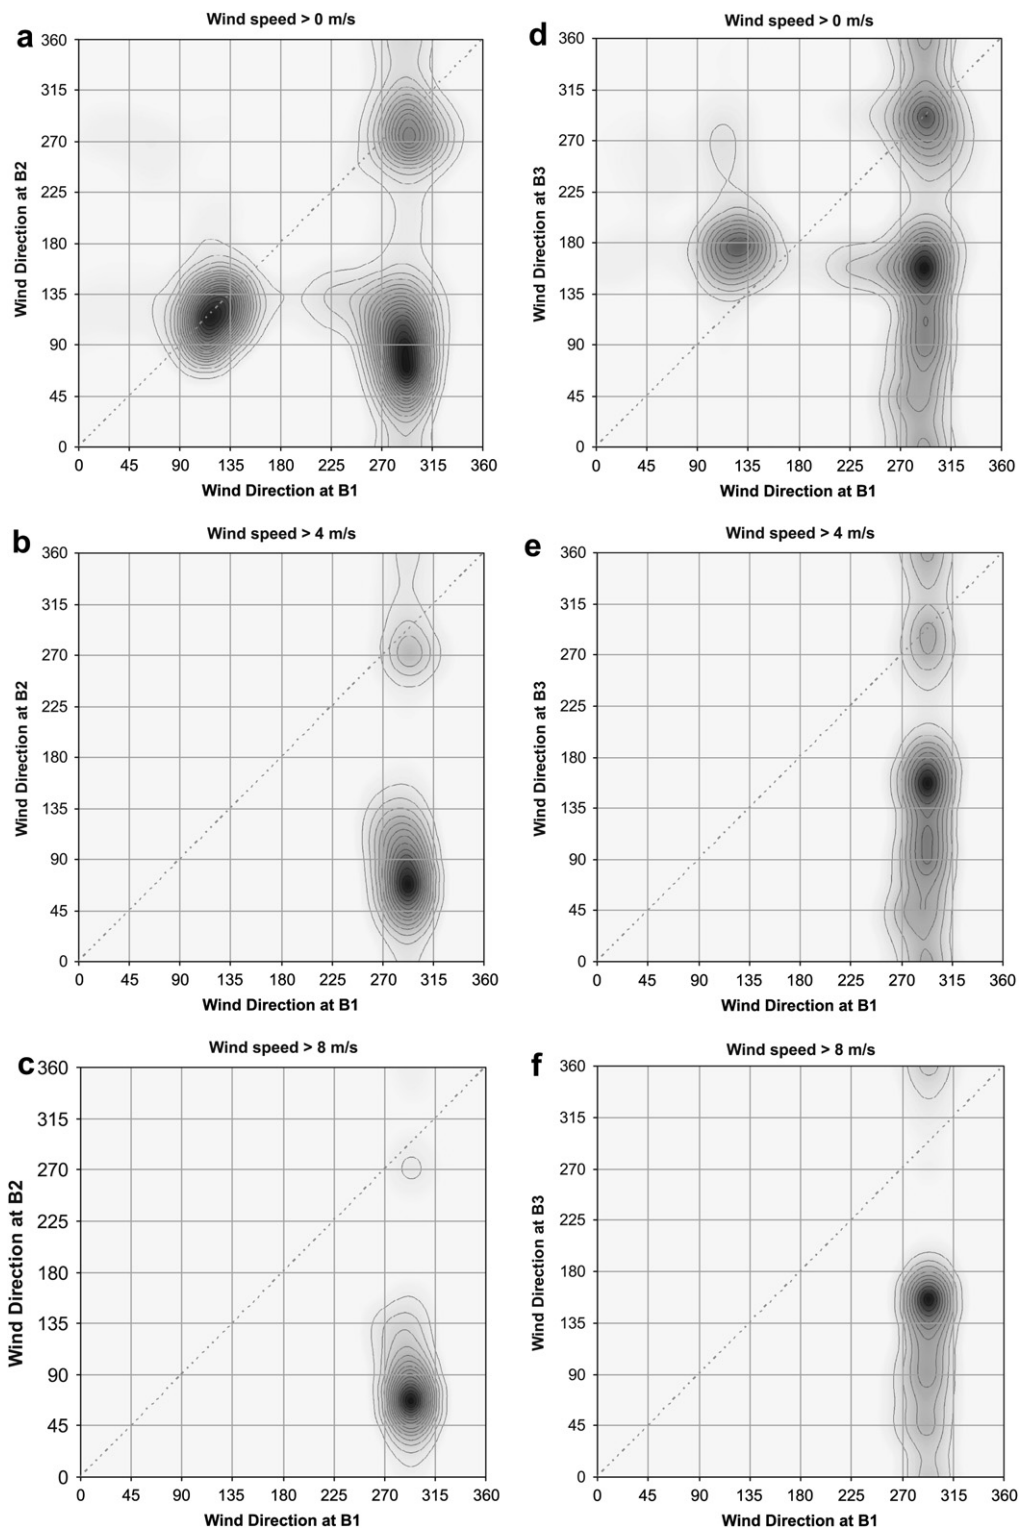 a
Wind speed > 0 m/s
360
315
270
225
180
135
90
45
0
Wind Direction at B2
0 45 90 135 180 225 270 315 360
Wind Direction at B1
d
Wind speed > 0 m/s
360
315
270
225
180
135
90
45
0
Wind Direction at B3
0 45 90 135 180 225 270 315 360
Wind Direction at B1
b
Wind speed > 4 m/s
360
315
270
225
180
135
90
45
0
Wind Direction at B2
0 45 90 135 180 225 270 315 360
Wind Direction at B1
e
Wind speed > 4 m/s
360
315
270
225
180
135
90
45
0
Wind Direction at B3
0 45 90 135 180 225 270 315 360
Wind Direction at B1
c
Wind speed > 8 m/s
360
315
270
225
180
135
90
45
0
Wind Direction at B2
0 45 90 135 180 225 270 315 360
Wind Direction at B1
f
Wind speed > 8 m/s
360
315
270
225
180
135
90
45
0
Wind Direction at B3
0 45 90 135 180 225 270 315 360
Wind Direction at B1